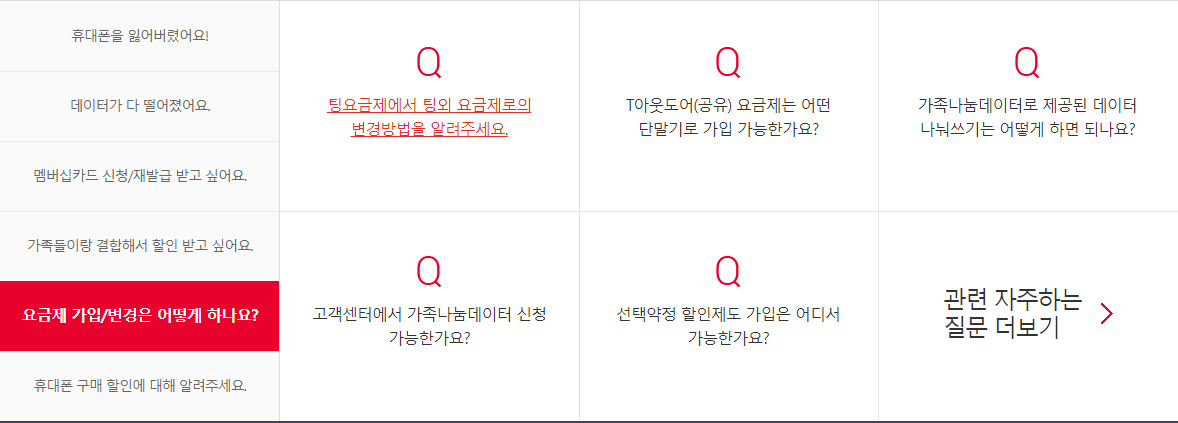 휴대폰을 잃어버렸어요!
데이터가 다 떨어졌어요.
멤버십카드 신청/재발급 받고 싶어요.
가족들이랑 결합해서 할인 받고 싶어요.
요금제 가입/변경은 어떻게 하나요?
휴대폰 구매 할인에 대해 알려주세요.
Q
팅요금제에서 팅외 요금제로의
변경방법을 알려주세요.
Q
T아웃도어(공유) 요금제는 어떤
단말기로 가입 가능한가요?
Q
가족나눔데이터로 제공된 데이터
나눠쓰기는 어떻게 하면 되나요?
Q
고객센터에서 가족나눔데이터 신청
가능한가요?
Q
선택약정 할인제도 가입은 어디서
가능한가요?
관련 자주하는
질문 더보기